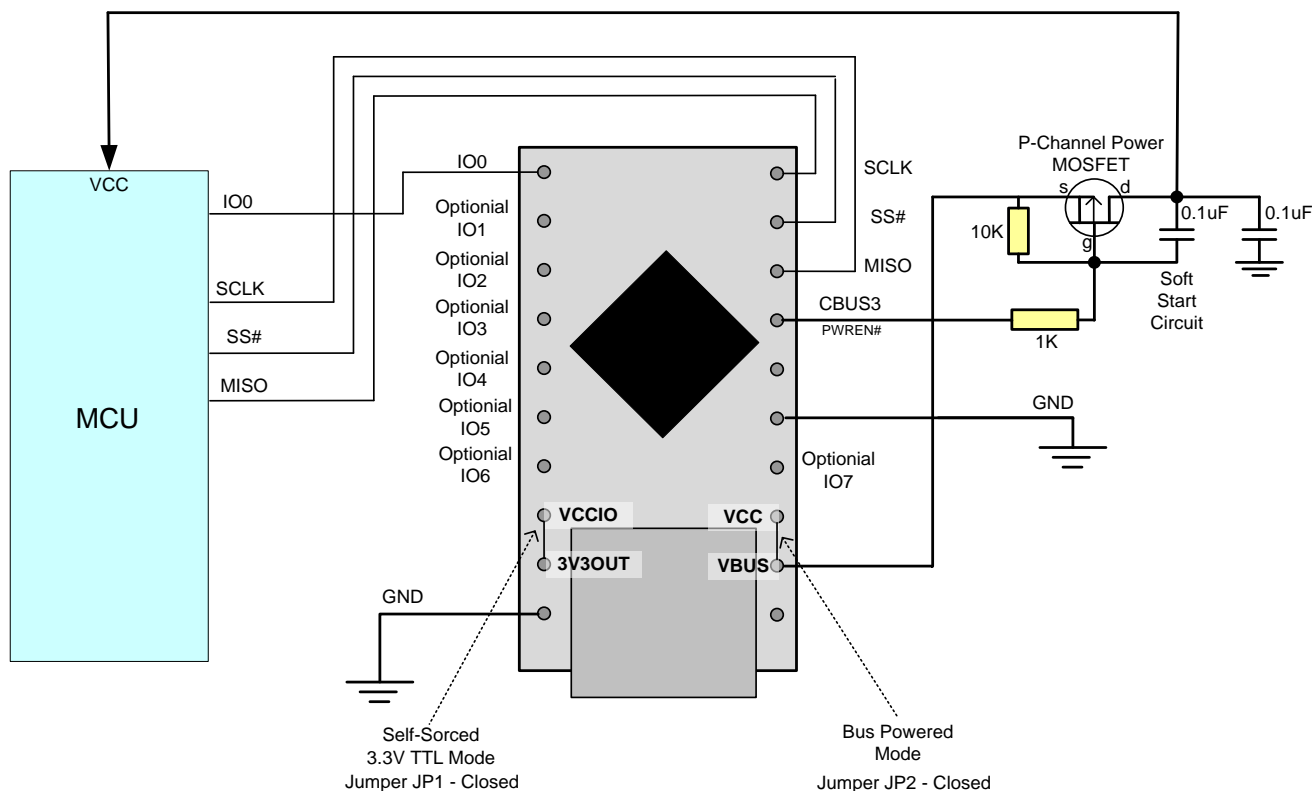 VCC
IO0
SCLK
SS#
MISO
MCU
IO0
Optionial
IO1
Optionial
IO2
Optionial
IO3
Optionial
IO4
Optionial
IO5
Optionial
IO6
VCCIO
3V3OUT
GND
SCLK
SS#
MISO
CBUS3
PWREN#
GND
Optionial
IO7
VCC
VBUS
P-Channel Power
MOSFET
s
d
g
10K
1K
0.1uF
0.1uF
Soft
Start
Circuit
Self-Sorced
3.3V TTL Mode
Jumper JP1 - Closed
Bus Powered
Mode
Jumper JP2 - Closed